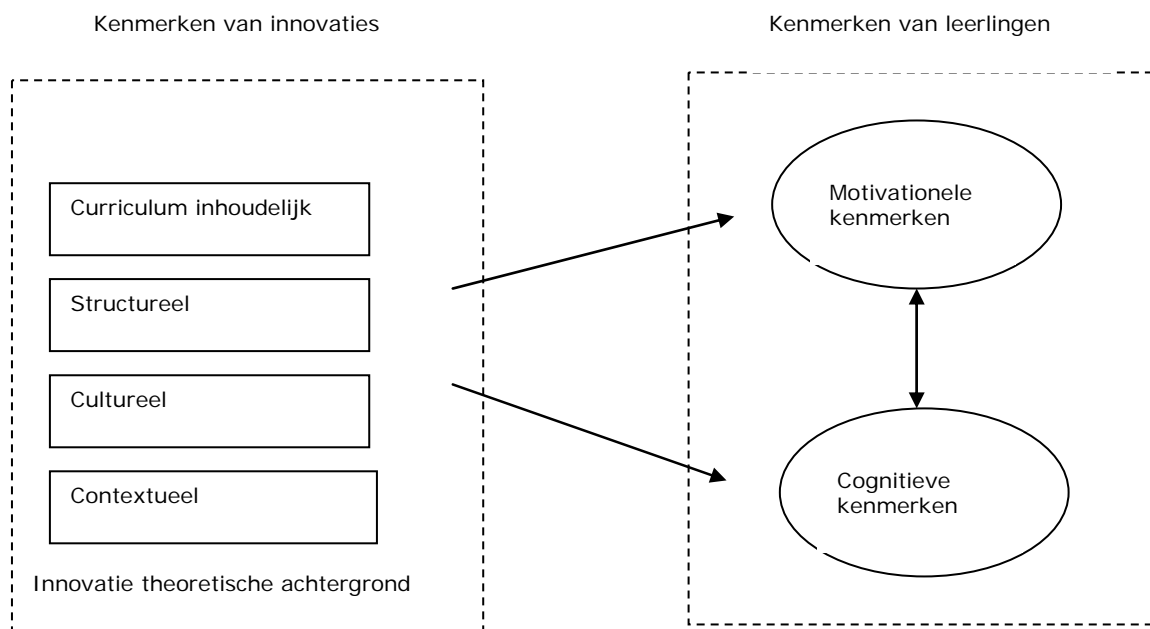 Kenmerken van innovaties
Kenmerken van leerlingen
Curriculum inhoudelijk
Structureel
Cultureel
Contextueel
Innovatie theoretische achtergrond
Motivationele
kenmerken
Cognitieve
kenmerken